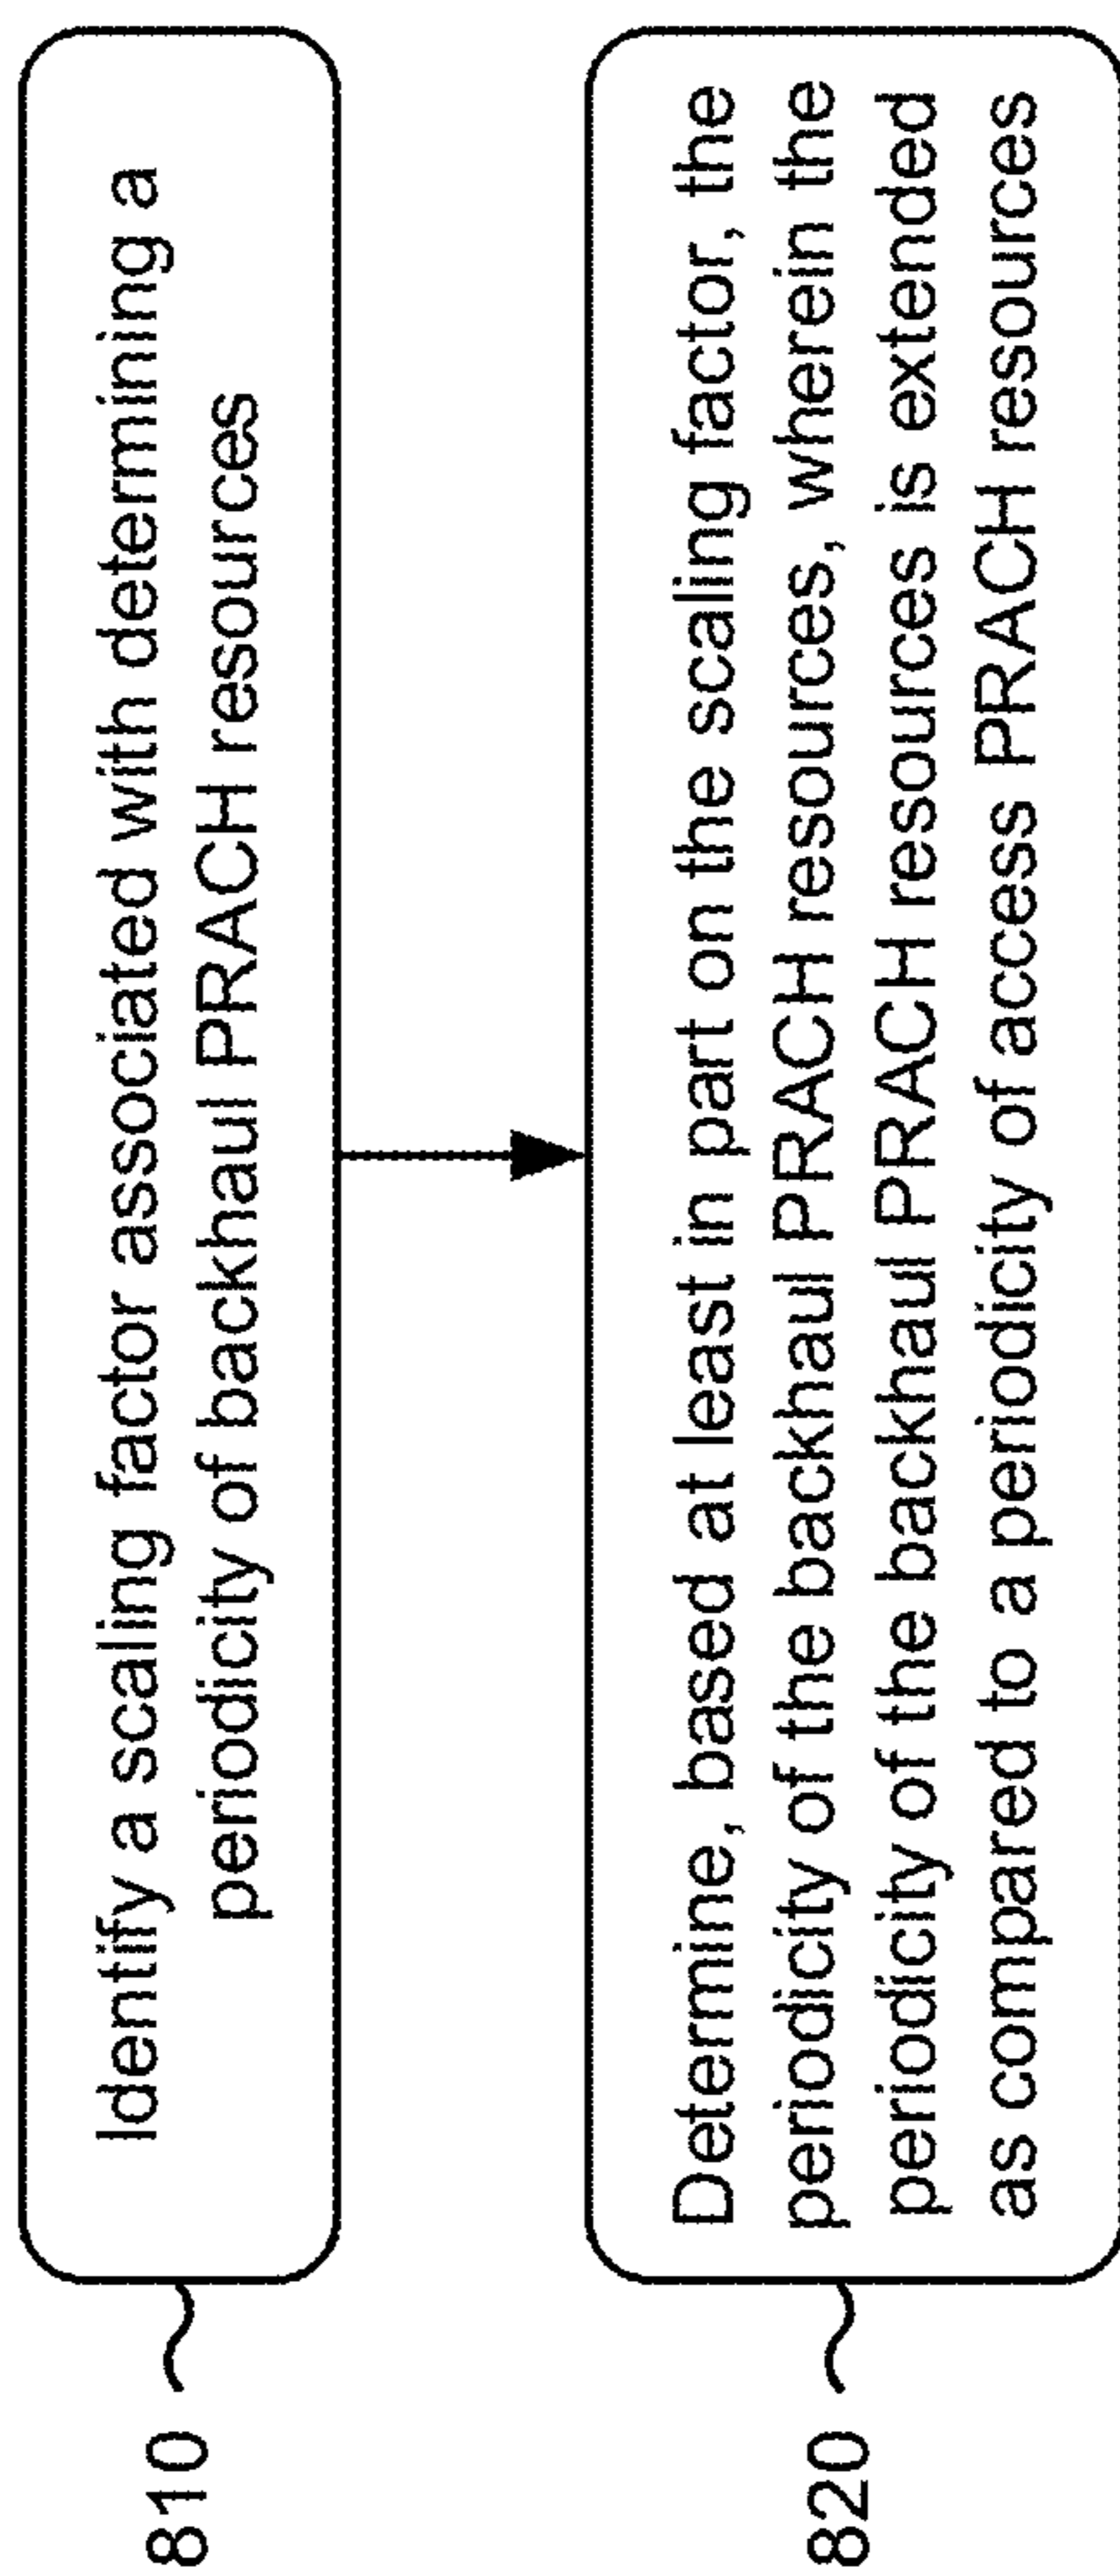 810
Identify a scaling factor associated with determining a
periodicity of backhaul PRACH resources
820
Determine, based at least in part on the scaling factor, the
periodicity of the backhaul PRACH resources, wherein the
periodicity of the backhaul PRACH resources is extended
as compared to a periodicity of access PRACH resources